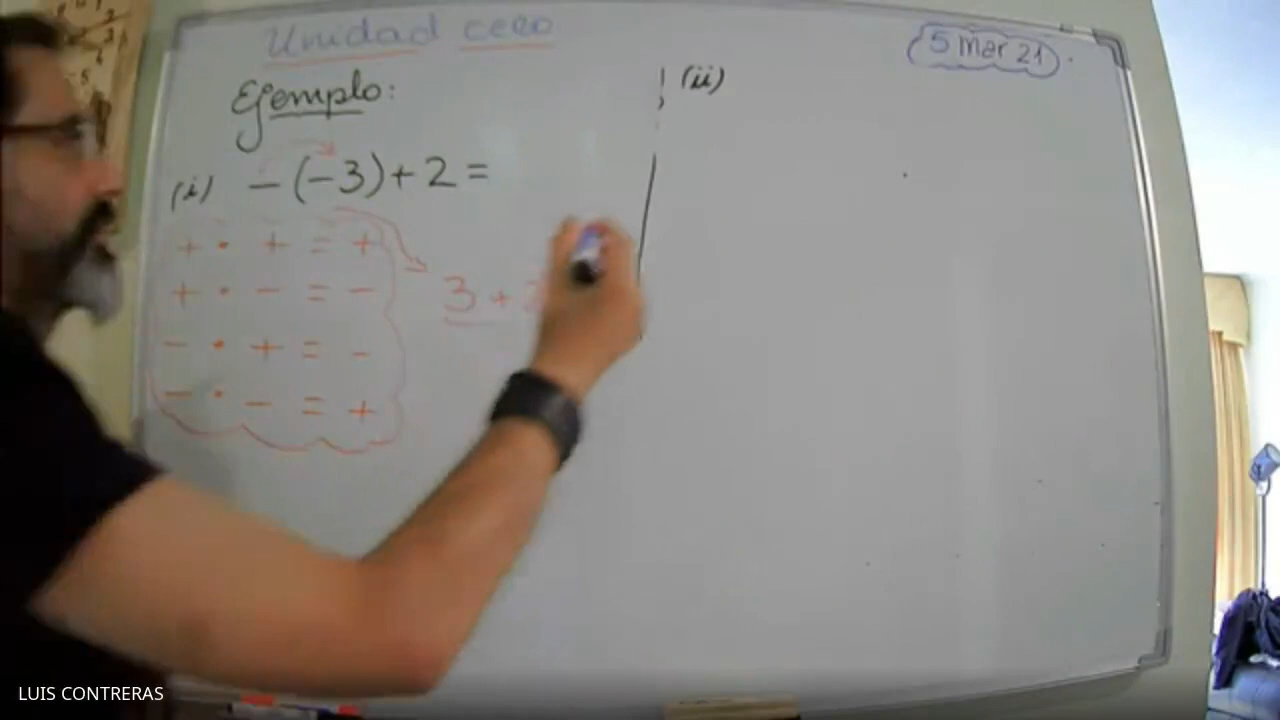 Unidad cero
5 Mar 21
Ejemplo:
(i) -(-3)+2=
+ · + = +
+ · - = -
- · + = -
- · - = +
3 +
(ii)
LUIS CONTRERAS